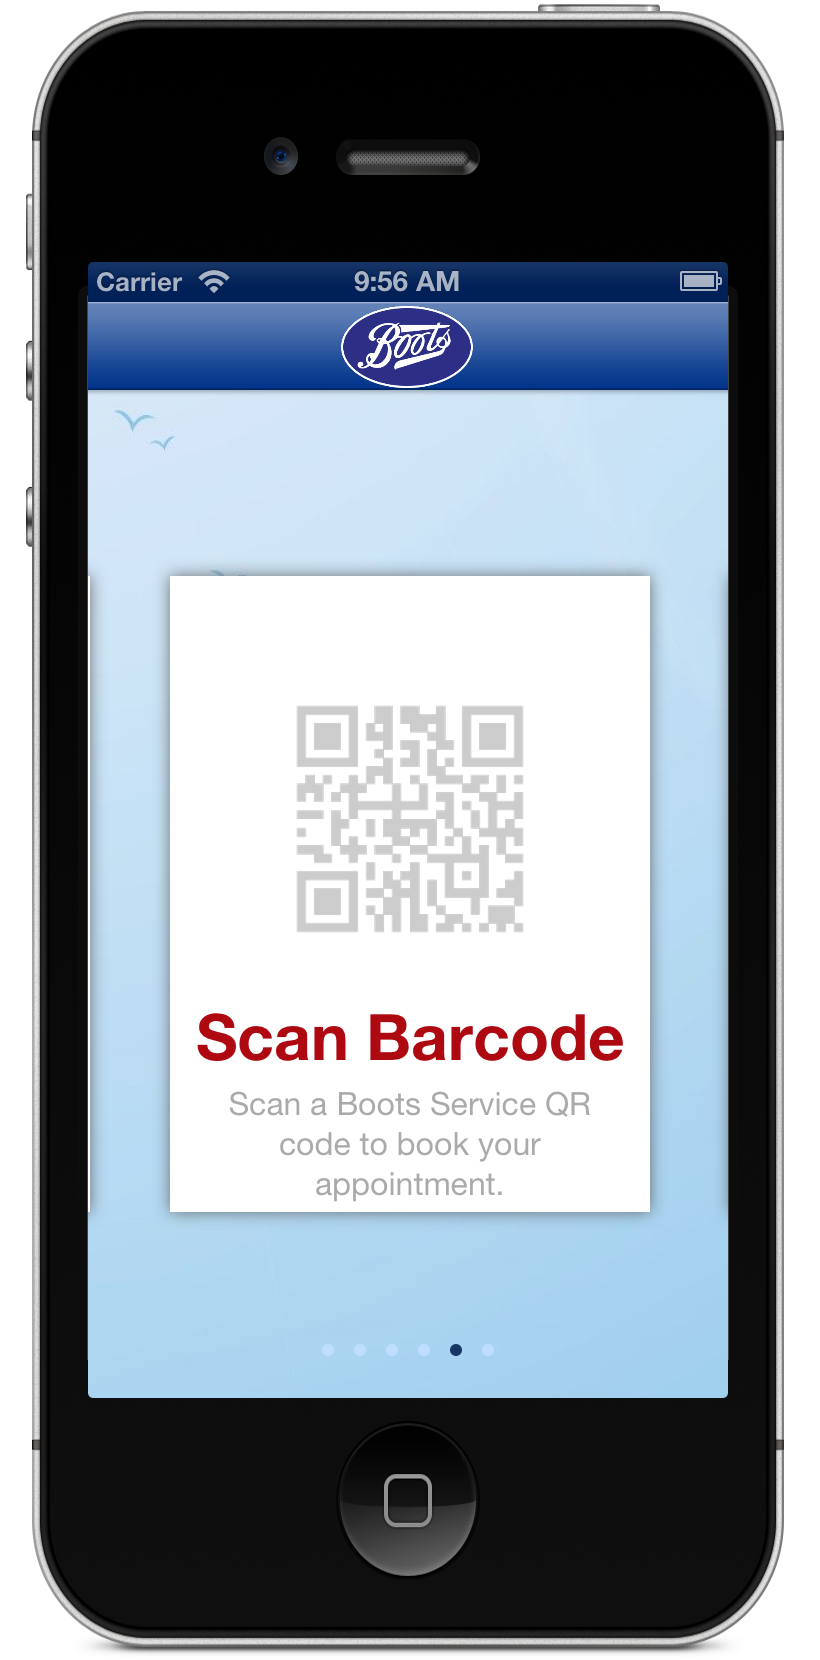 Carrier 9:56 AM
Boots
Scan Barcode
Scan a Boots Service QR
code to book your
appointment.